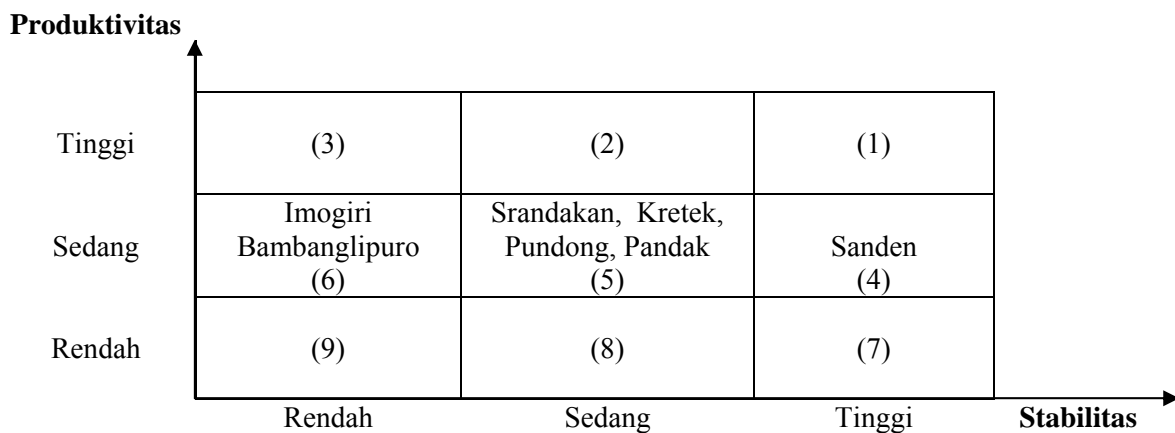 Produktivitas
Tinggi
(3)
(2)
(1)
Sedang
Imogiri
Bambanglipuro
(6)
Srandakan, Kretek,
Pundong, Pandak
(5)
Sanden
(4)
Rendah
(9)
(8)
(7)
Rendah
Sedang
Tinggi
Stabilitas